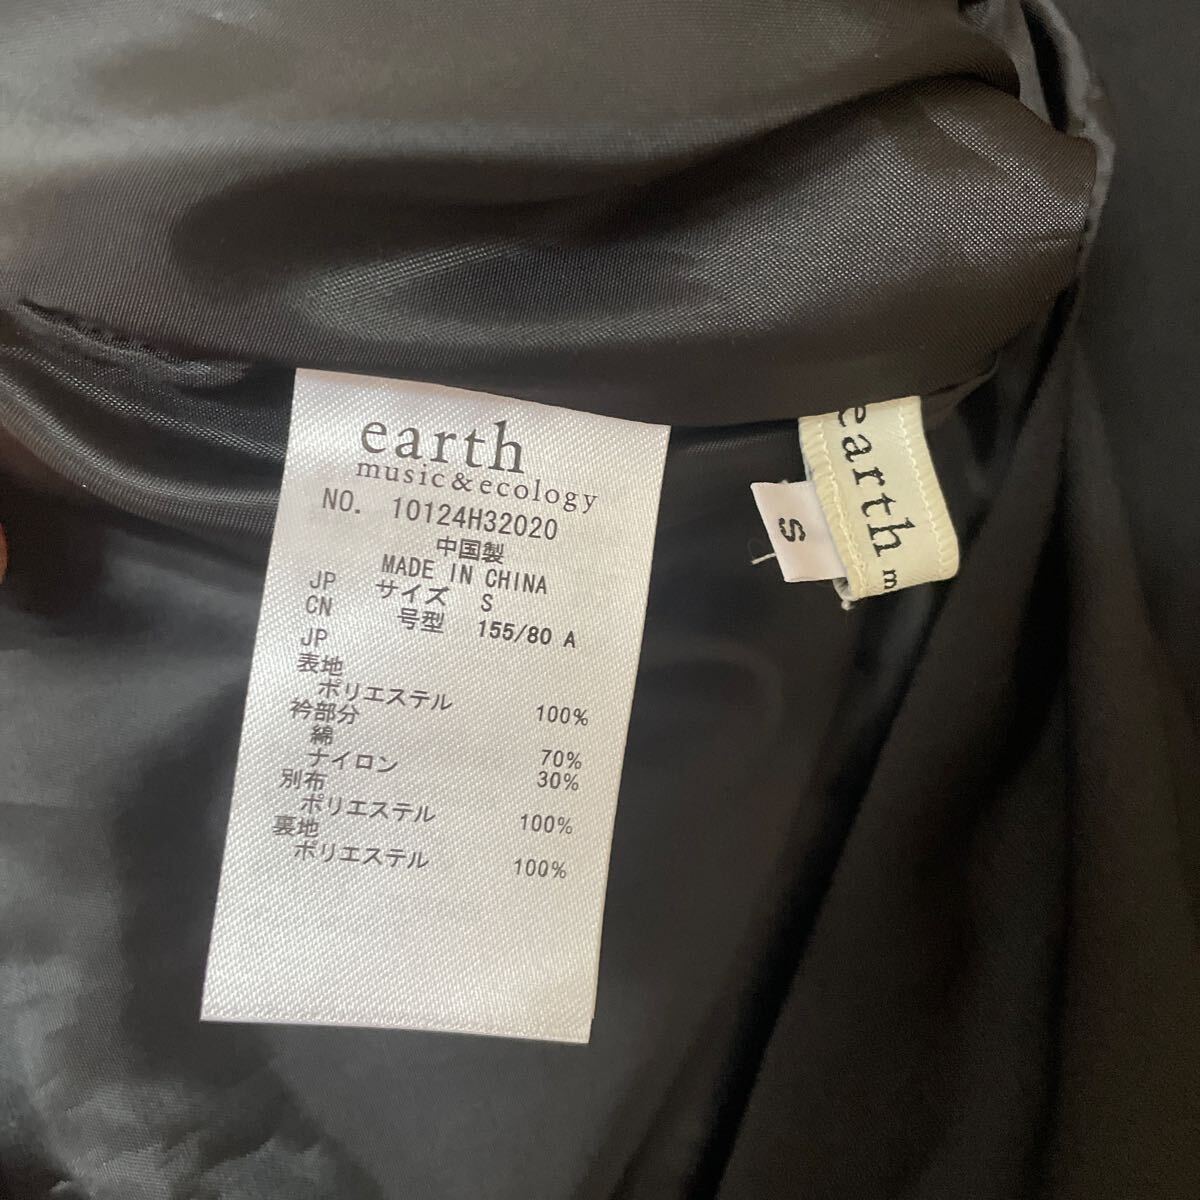 earth
music&ecology
NO. 10124H32020
中国製
MADE IN CHINA
JP サイズ S
CN 号型 155/80 A
JP
表地
ポリエステル 100%
衿部分
綿 70%
ナイロン 30%
別布
ポリエステル 100%
裏地
ポリエステル 100%
earth
m
S